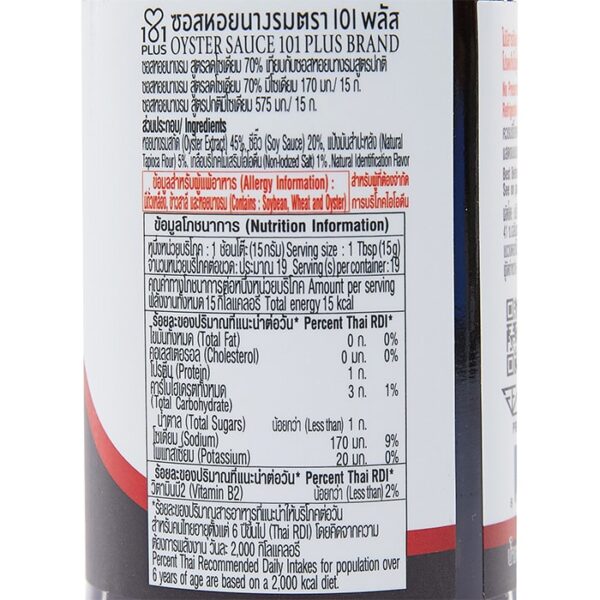 101 PLUS
ซอสหอยนางรมตรา 101 พลัส
OYSTER SAUCE 101 PLUS BRAND
ซอสหอยนางรม สูตรลดโซเดียม 70% เทียบกับซอสหอยนางรมสูตรปกติ
ซอสหอยนางรม สูตรลดโซเดียม 70% มีโซเดียม 170 มก/ 15 ก.
ซอสหอยนางรม สูตรปกติมีโซเดียม 575 มก/ 15 ก.
ส่วนประกอบ/ Ingredients
หอยนางรมสกัด (Oyster Extract) 45%, ซีอิ๊ว (Soy Sauce) 20%, แป้งมันสำปะหลัง (Natural
Tapioca Flour) 5%, เกลือบริโภคไม่เสริมไอโอดีน (Non-Iodized Salt) 1% ,Natural Identification Flavor
ข้อมูลสำหรับผู้แพ้อาหาร (Allergy Information) :
มีถั่วเหลือง, ข้าวสาลี และหอยนางรม (Contains : Soybean, Wheat and Oyster)
สำหรับผู้ที่ต้องจำกัด
การบริโภคไอโอดีน
ข้อมูลโภชนาการ (Nutrition Information)
หนึ่งหน่วยบริโภค : 1 ช้อนโต๊ะ (15กรัม) Serving size : 1 Tbsp (15g)
จำนวนหน่วยบริโภคต่อขวด: ประมาณ 19 Serving (s) per container : 19
คุณค่าทางโภชนาการต่อหนึ่งหน่วยบริโภค Amount per serving
พลังงานทั้งหมด 15 กิโลแคลอรี Total energy 15 kcal
ร้อยละของปริมาณที่แนะนำต่อวัน* Percent Thai RDI*
ไขมันทั้งหมด (Total Fat) 0 ก. 0%
คอเลสเตอรอล (Cholesterol) 0 มก. 0%
โปรตีน (Protein) 1 ก.
คาร์โบไฮเดรตทั้งหมด 3 ก. 1%
(Total Carbohydrate)
น้ำตาล (Total Sugars) น้อยกว่า (Less than) 1 ก.
โซเดียม (Sodium) 170 มก. 9%
โพแทสเซียม (Potassium) 20 มก. 0%
ร้อยละของปริมาณที่แนะนำต่อวัน* Percent Thai RDI*
วิตามินบี2 (Vitamin B2) น้อยกว่า (Less than) 2%
*ร้อยละของปริมาณสารอาหารที่แนะนำให้บริโภคต่อวัน
สำหรับคนไทยอายุตั้งแต่ 6 ปีขึ้นไป (Thai RDI) โดยคิดจากความ
ต้องการพลังงาน วันละ 2,000 กิโลแคลอรี
Percent Thai Recommended Daily Intakes for population over
6 years of age are based on a 2,000 kcal diet.